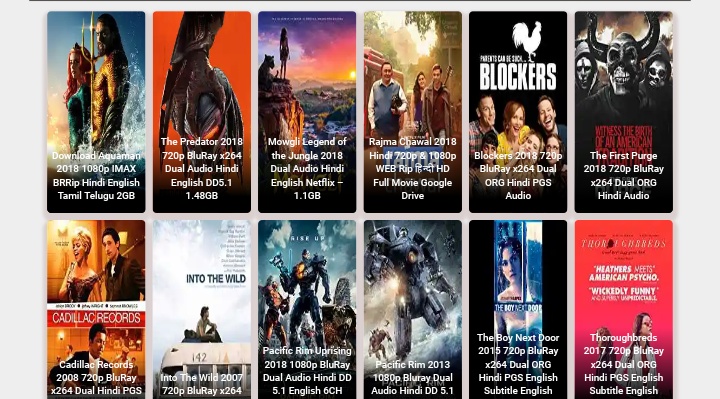 Download Aquaman
2018 1080p IMAX
BRRip Hindi English
Tamil Telugu 2GB
The Predator 2018
720p BluRay x264
Dual Audio Hindi
English DD5.1
1.48GB
Mowgli Legend of
the Jungle 2018
Dual Audio Hindi
English Netflix –
1.1GB
Rajma Chawal 2018
Hindi 720p & 1080p
WEB Rip हिन्दी HD
Full Movie Google
Drive
PARENTS CAN BE SUCH...
BLOCKERS
Blockers 2018 720p
BluRay x264 Dual
ORG Hindi PGS
Audio
WITNESS THE BIRTH
OF AN AMERICAN
The First Purge
2018 720p BluRay
x264 Dual ORG
Hindi Audio
CADILLAC RECORDS
Cadillac Records
2008 720p BluRay
x264 Dual Hindi PGS
INTO THE WILD
142
Into The Wild 2007
720p BluRay x264
RISE UP
Pacific Rim Uprising
2018 1080p BluRay
Dual Audio Hindi DD
5.1 English 6CH
Pacific Rim 2013
1080p Bluray Dual
Audio Hindi DD 5.1
THE BOY NEXT DOOR
The Boy Next Door
2015 720p BluRay
x264 Dual ORG
Hindi PGS English
Subtitle
THOROUGHBREDS
"HEATHERS MEETS
AMERICAN PSYCHO."
"WICKEDLY FUNNY
AND SUPERBLY UNPREDICTABLE."
Thoroughbreds
2017 720p BluRay
x264 Dual ORG
Hindi PGS English
Subtitle